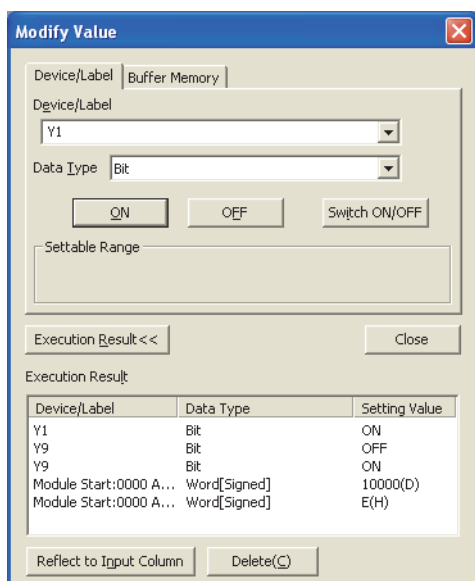 Modify Value
Device/Label Buffer Memory
Device/Label
Y1
Data Type Bit
ON OFF Switch ON/OFF
Settable Range
Execution Result<< Close
Execution Result
Device/Label Data Type Setting Value
Y1 Bit ON
Y9 Bit OFF
Y9 Bit ON
Module Start:0000 A... Word[Signed] 10000(D)
Module Start:0000 A... Word[Signed] E(H)
Reflect to Input Column Delete(C)